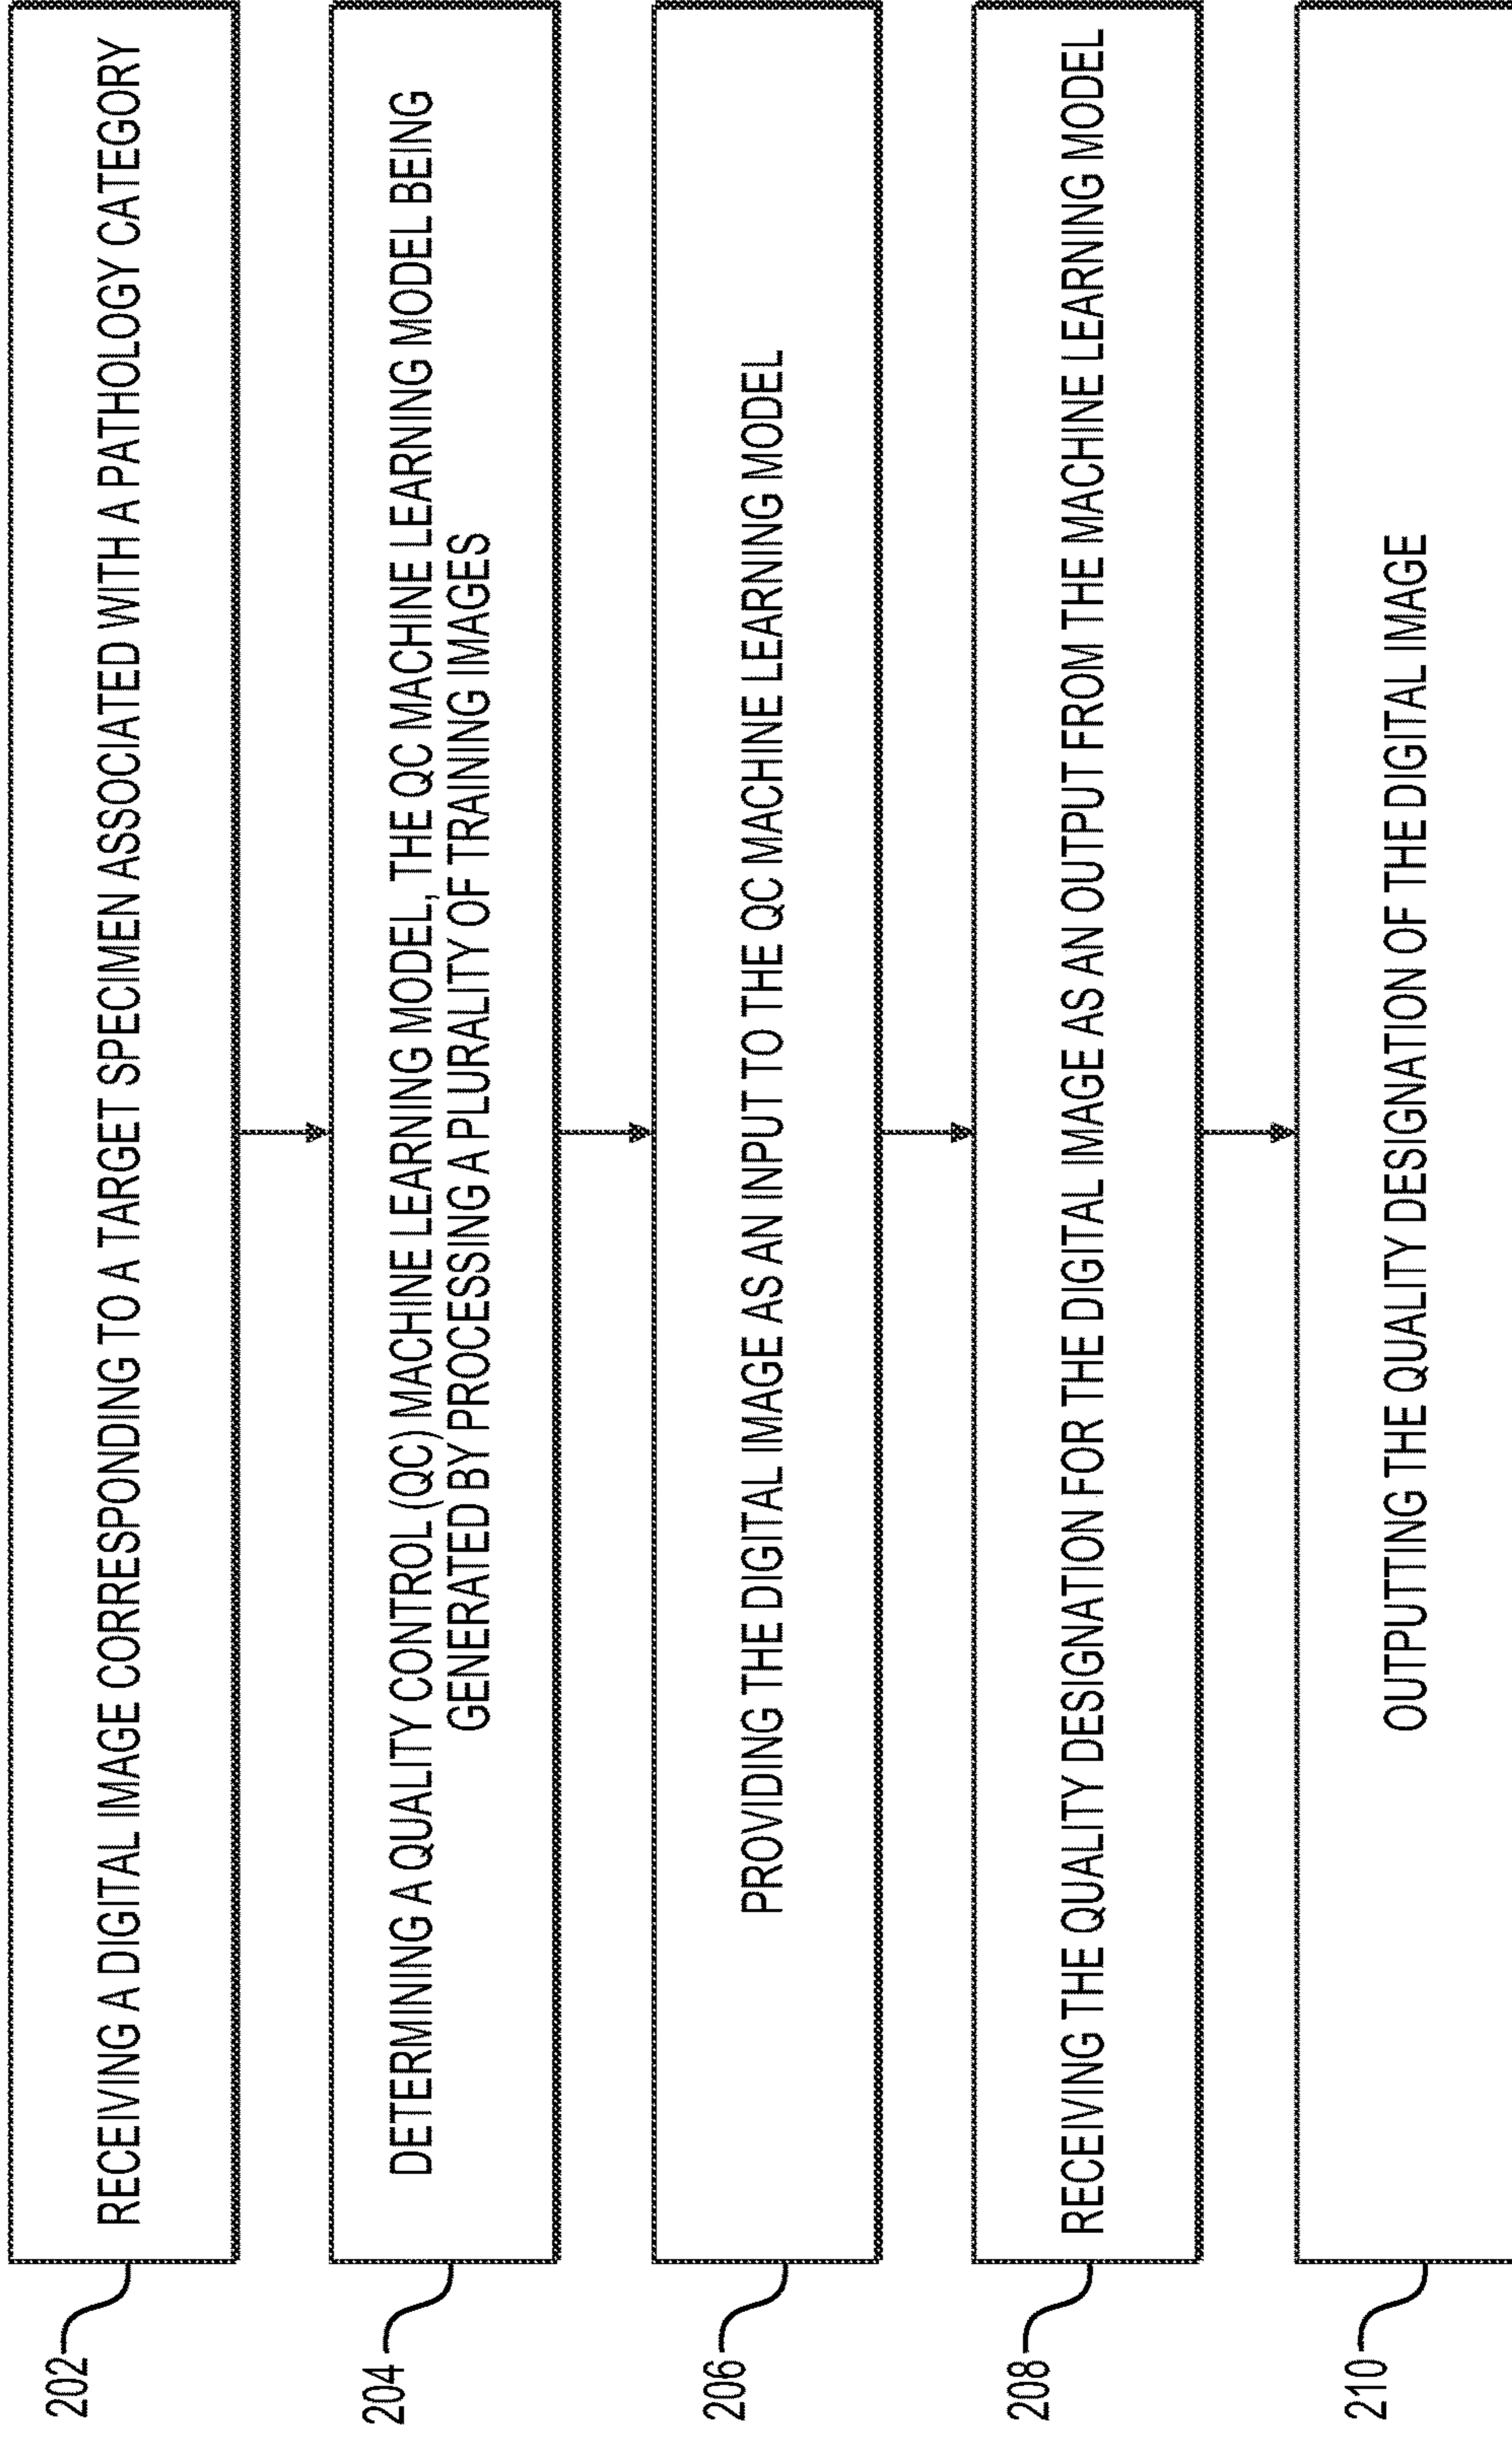 202
RECEIVING A DIGITAL IMAGE CORRESPONDING TO A TARGET SPECIMEN ASSOCIATED WITH A PATHOLOGY CATEGORY
204
DETERMINING A QUALITY CONTROL (QC) MACHINE LEARNING MODEL, THE QC MACHINE LEARNING MODEL BEING
GENERATED BY PROCESSING A PLURALITY OF TRAINING IMAGES
206
PROVIDING THE DIGITAL IMAGE AS AN INPUT TO THE QC MACHINE LEARNING MODEL
208
RECEIVING THE QUALITY DESIGNATION FOR THE DIGITAL IMAGE AS AN OUTPUT FROM THE MACHINE LEARNING MODEL
210
OUTPUTTING THE QUALITY DESIGNATION OF THE DIGITAL IMAGE